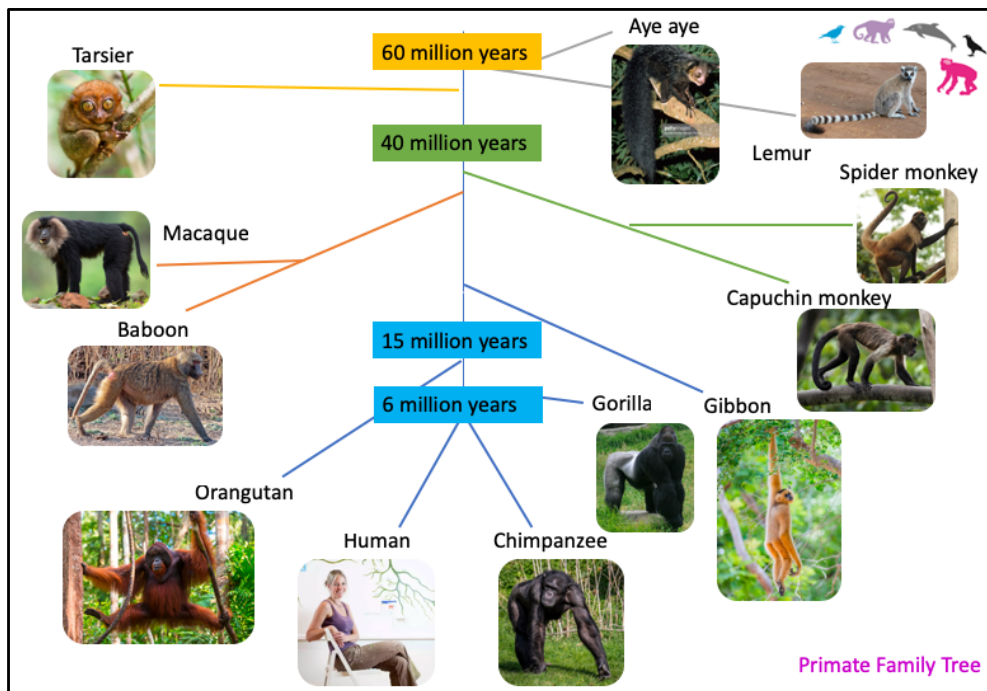 Aye aye
60 million years
Tarsier
40 million years
Lemur
Spider monkey
Macaque
Capuchin monkey
Baboon
15 million years
6 million years
Gorilla
Gibbon
Orangutan
Human
Chimpanzee
Primate Family Tree